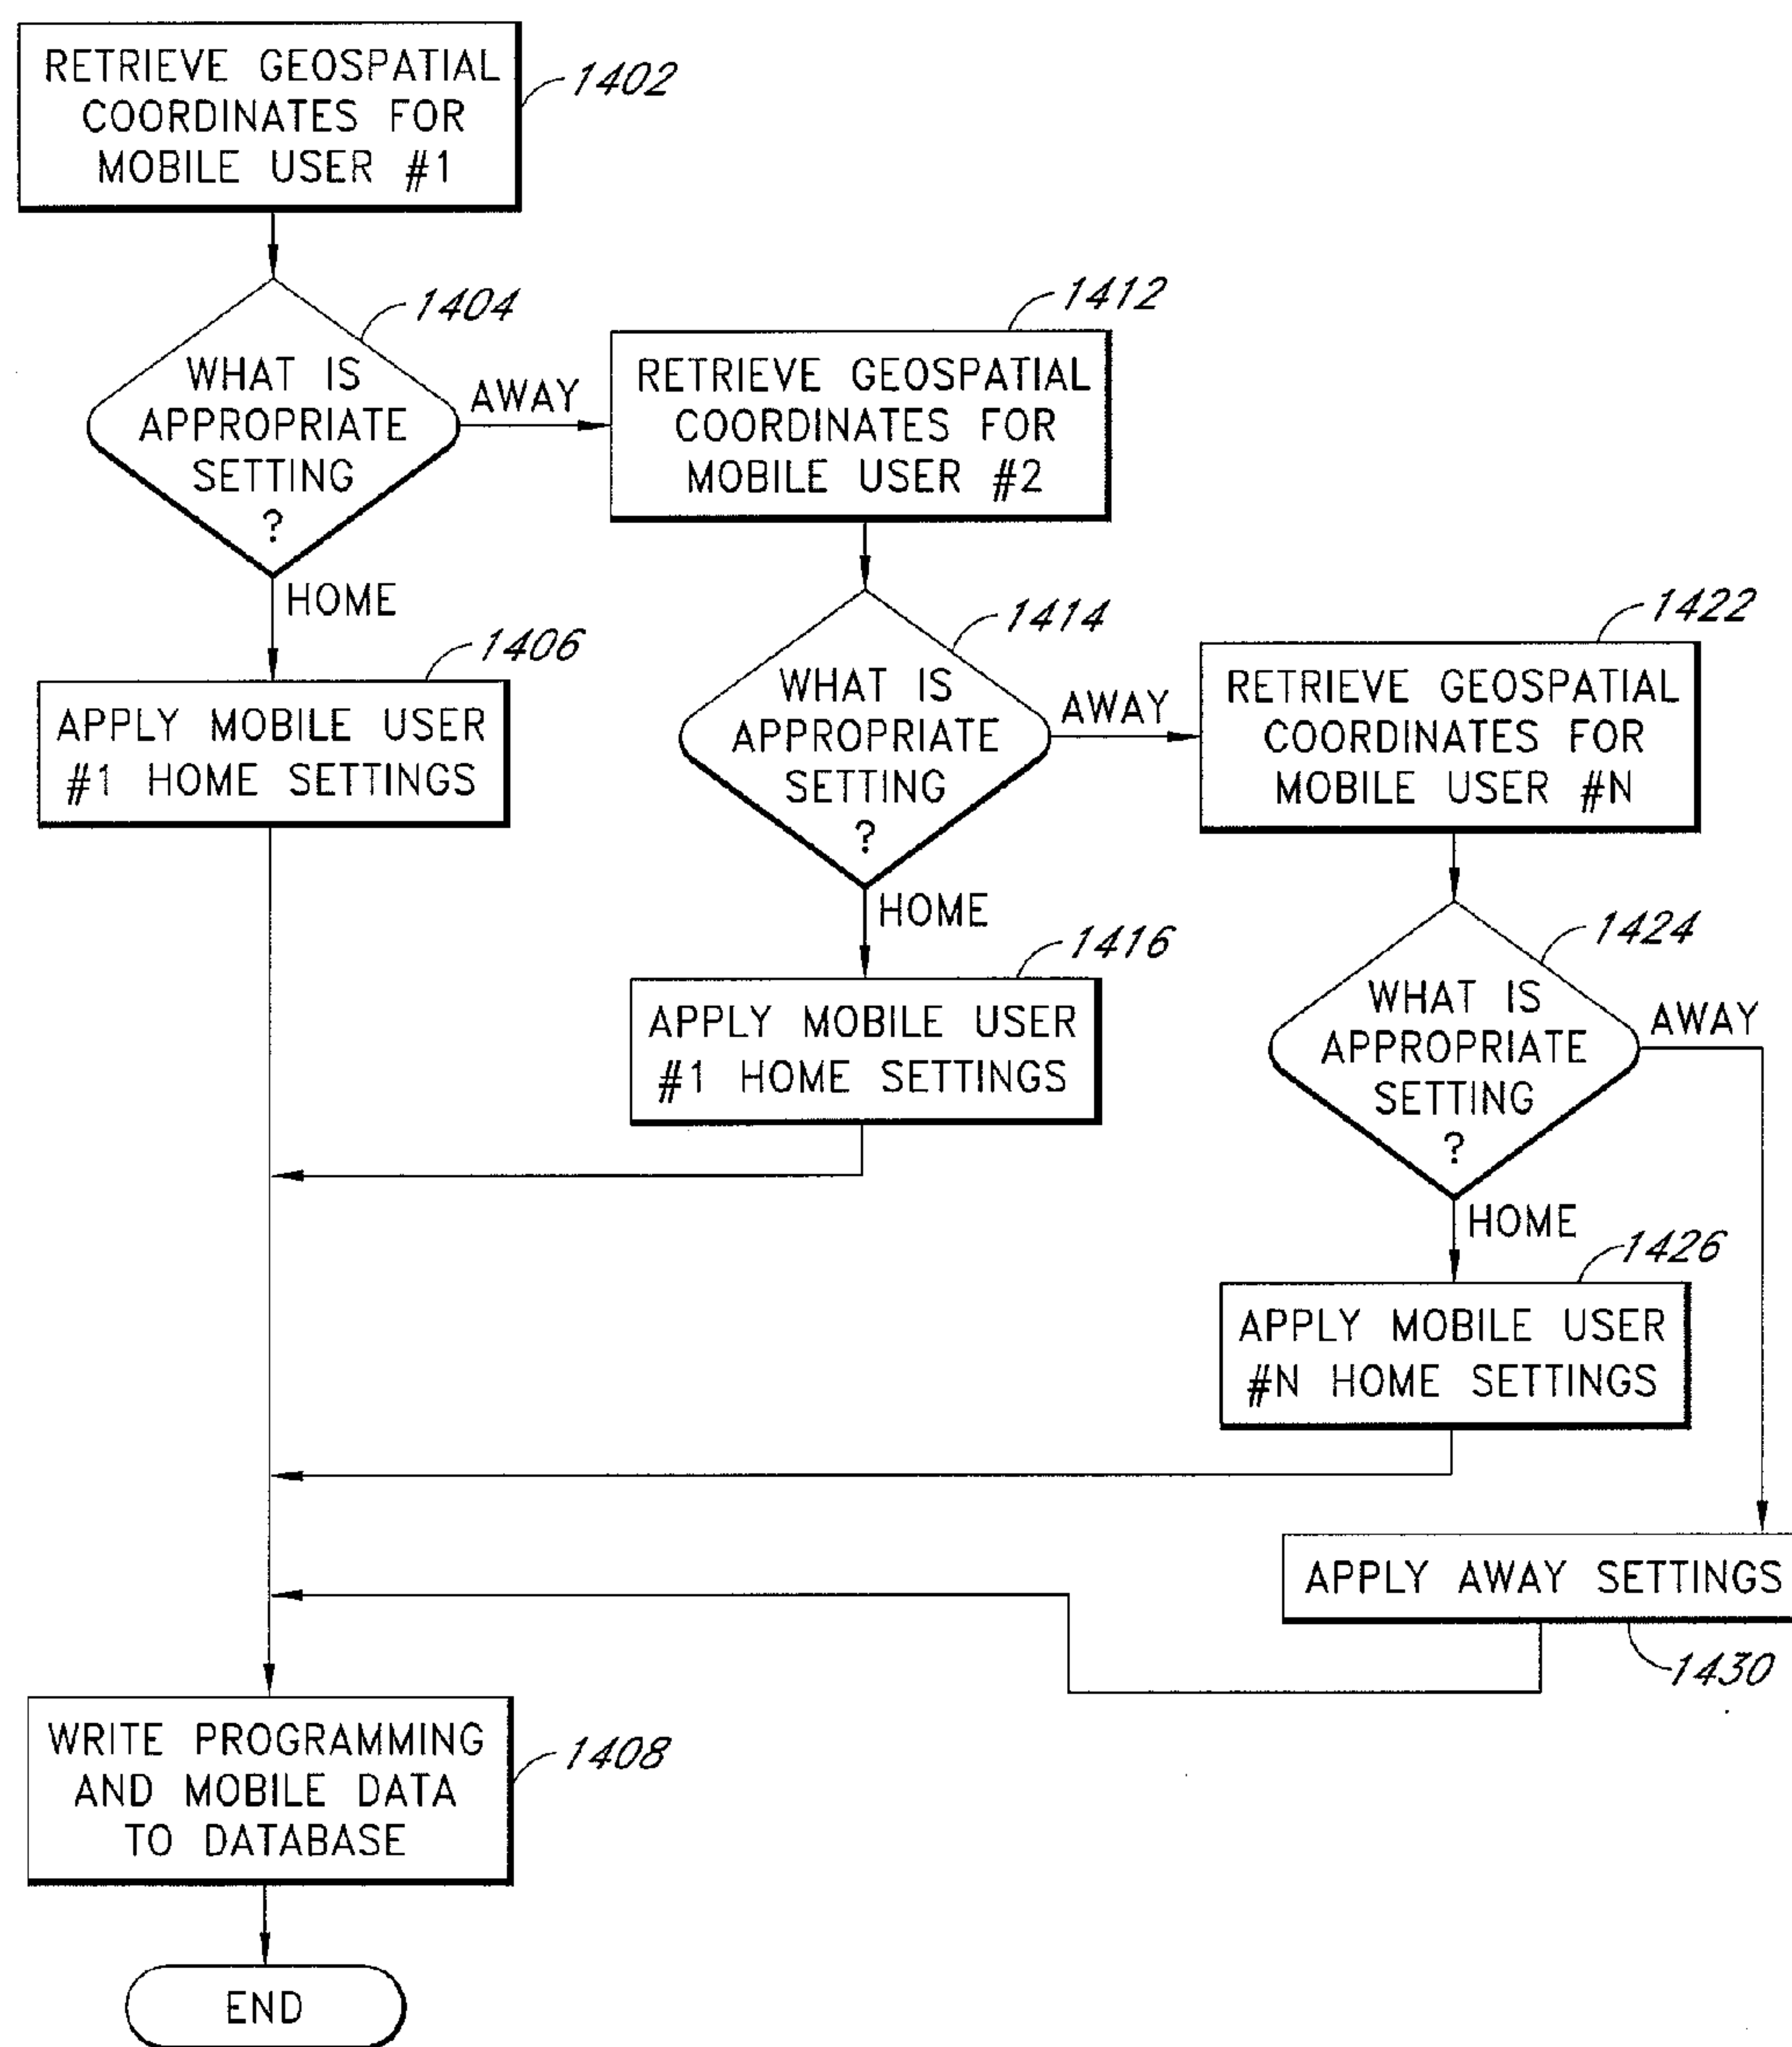 RETRIEVE GEOSPATIAL
COORDINATES FOR
MOBILE USER #1
1402
WHAT IS
APPROPRIATE
SETTING
?
1404
AWAY
HOME
RETRIEVE GEOSPATIAL
COORDINATES FOR
MOBILE USER #2
1412
APPLY MOBILE USER
#1 HOME SETTINGS
1406
WHAT IS
APPROPRIATE
SETTING
?
1414
AWAY
HOME
RETRIEVE GEOSPATIAL
COORDINATES FOR
MOBILE USER #N
1422
APPLY MOBILE USER
#1 HOME SETTINGS
1416
WHAT IS
APPROPRIATE
SETTING
?
1424
AWAY
HOME
APPLY MOBILE USER
#N HOME SETTINGS
1426
APPLY AWAY SETTINGS
1430
WRITE PROGRAMMING
AND MOBILE DATA
TO DATABASE
1408
END